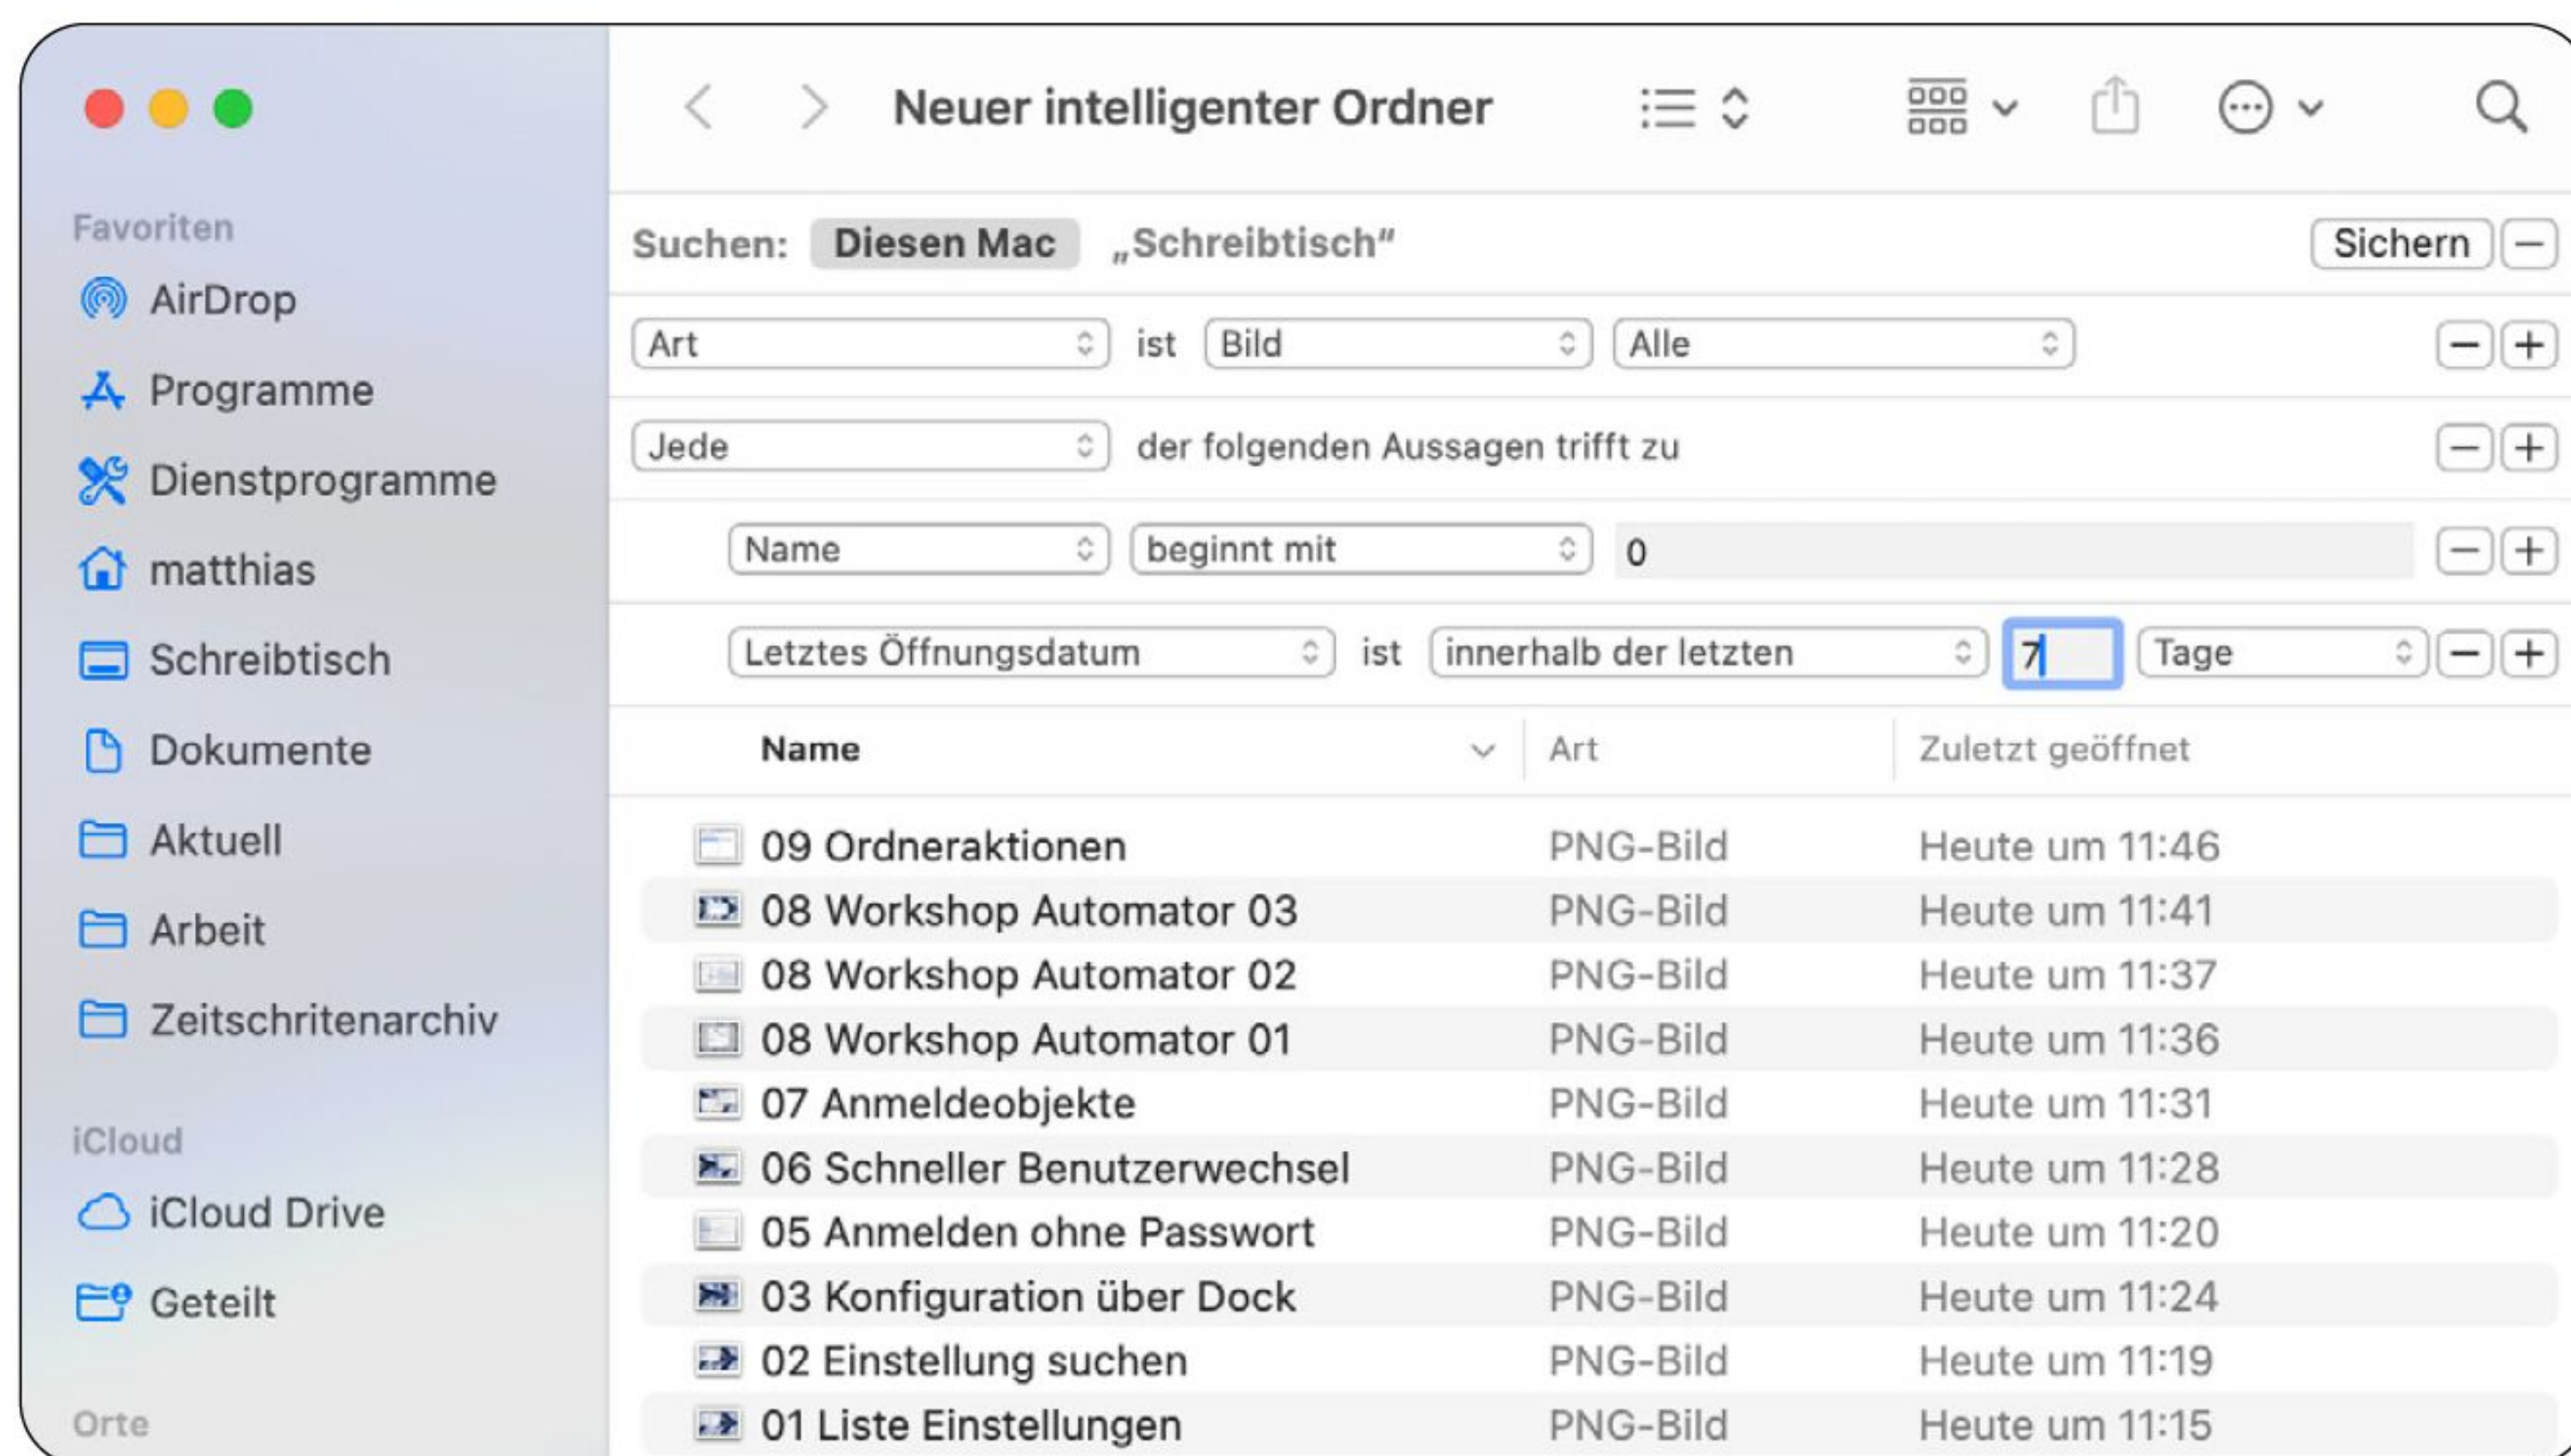 Neuer intelligenter Ordner
Favoriten
AirDrop
Programme
Dienstprogramme
matthias
Schreibtisch
Dokumente
Aktuell
Arbeit
Zeitschritenarchiv
iCloud
iCloud Drive
Geteilt
Orte
Suchen: Diesen Mac „Schreibtisch“ Sichern
Art ist Bild Alle
Jede der folgenden Aussagen trifft zu
Name beginnt mit 0
Letztes Öffnungsdatum ist innerhalb der letzten 7 Tage
Name Art Zuletzt geöffnet
09 Ordneraktionen PNG-Bild Heute um 11:46
08 Workshop Automator 03 PNG-Bild Heute um 11:41
08 Workshop Automator 02 PNG-Bild Heute um 11:37
08 Workshop Automator 01 PNG-Bild Heute um 11:36
07 Anmeldeobjekte PNG-Bild Heute um 11:31
06 Schneller Benutzerwechsel PNG-Bild Heute um 11:28
05 Anmelden ohne Passwort PNG-Bild Heute um 11:20
03 Konfiguration über Dock PNG-Bild Heute um 11:24
02 Einstellung suchen PNG-Bild Heute um 11:19
01 Liste Einstellungen PNG-Bild Heute um 11:15